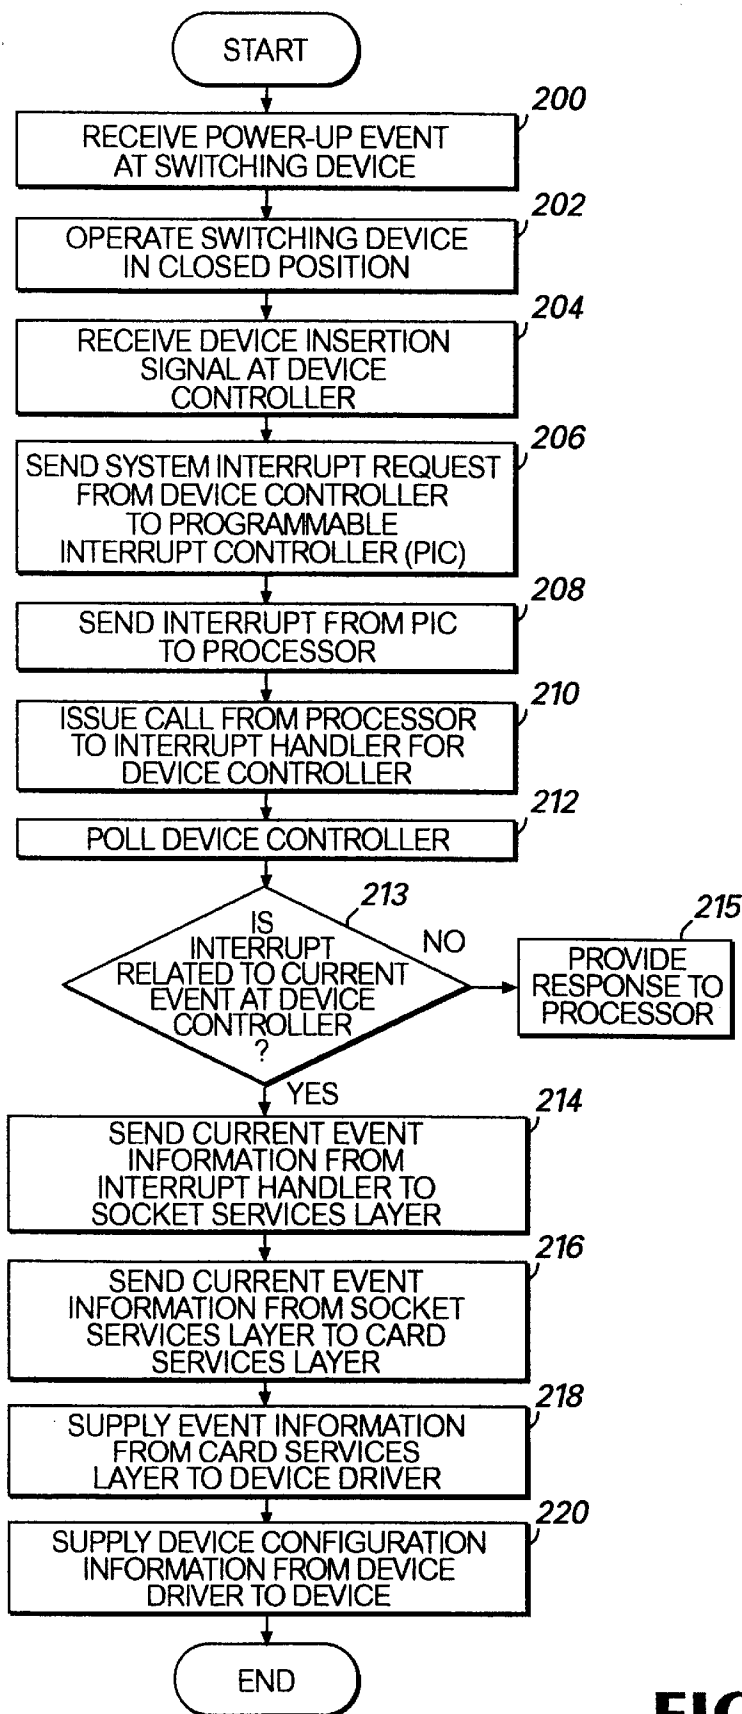 START
200
RECEIVE POWER-UP EVENT
AT SWITCHING DEVICE
202
OPERATE SWITCHING DEVICE
IN CLOSED POSITION
204
RECEIVE DEVICE INSERTION
SIGNAL AT DEVICE
CONTROLLER
206
SEND SYSTEM INTERRUPT REQUEST
FROM DEVICE CONTROLLER
TO PROGRAMMABLE
INTERRUPT CONTROLLER (PIC)
208
SEND INTERRUPT FROM PIC
TO PROCESSOR
210
ISSUE CALL FROM PROCESSOR
TO INTERRUPT HANDLER FOR
DEVICE CONTROLLER
212
POLL DEVICE CONTROLLER
213
IS
INTERRUPT
RELATED TO CURRENT
EVENT AT DEVICE
CONTROLLER
?
NO
215
PROVIDE
RESPONSE TO
PROCESSOR
YES
214
SEND CURRENT EVENT
INFORMATION FROM
INTERRUPT HANDLER TO
SOCKET SERVICES LAYER
216
SEND CURRENT EVENT
INFORMATION FROM SOCKET
SERVICES LAYER TO CARD
SERVICES LAYER
218
SUPPLY EVENT INFORMATION
FROM CARD SERVICES
LAYER TO DEVICE DRIVER
220
SUPPLY DEVICE CONFIGURATION
INFORMATION FROM DEVICE
DRIVER TO DEVICE
END